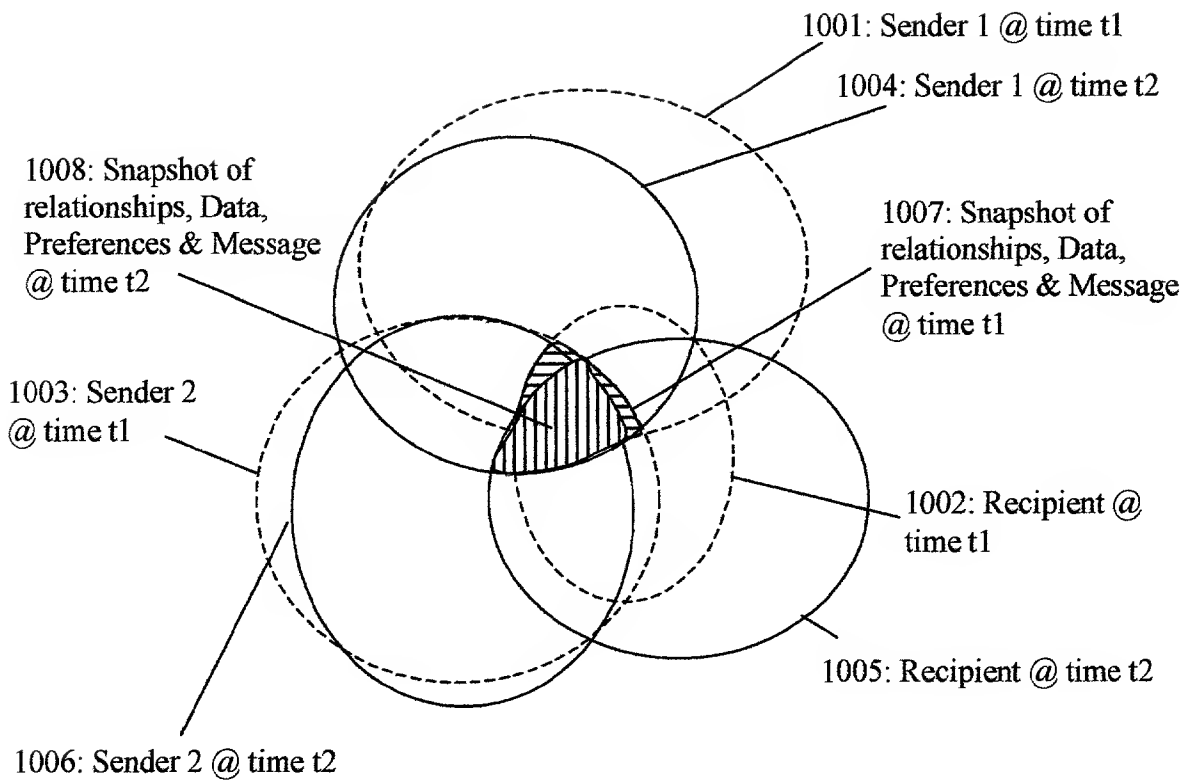 1001: Sender 1 @ time t1
1004: Sender 1 @ time t2
1008: Snapshot of
relationships, Data,
Preferences & Message
@ time t2
1007: Snapshot of
relationships, Data,
Preferences & Message
@ time t1
1003: Sender 2
@ time t1
1002: Recipient @
time t1
1005: Recipient @ time t2
1006: Sender 2 @ time t2